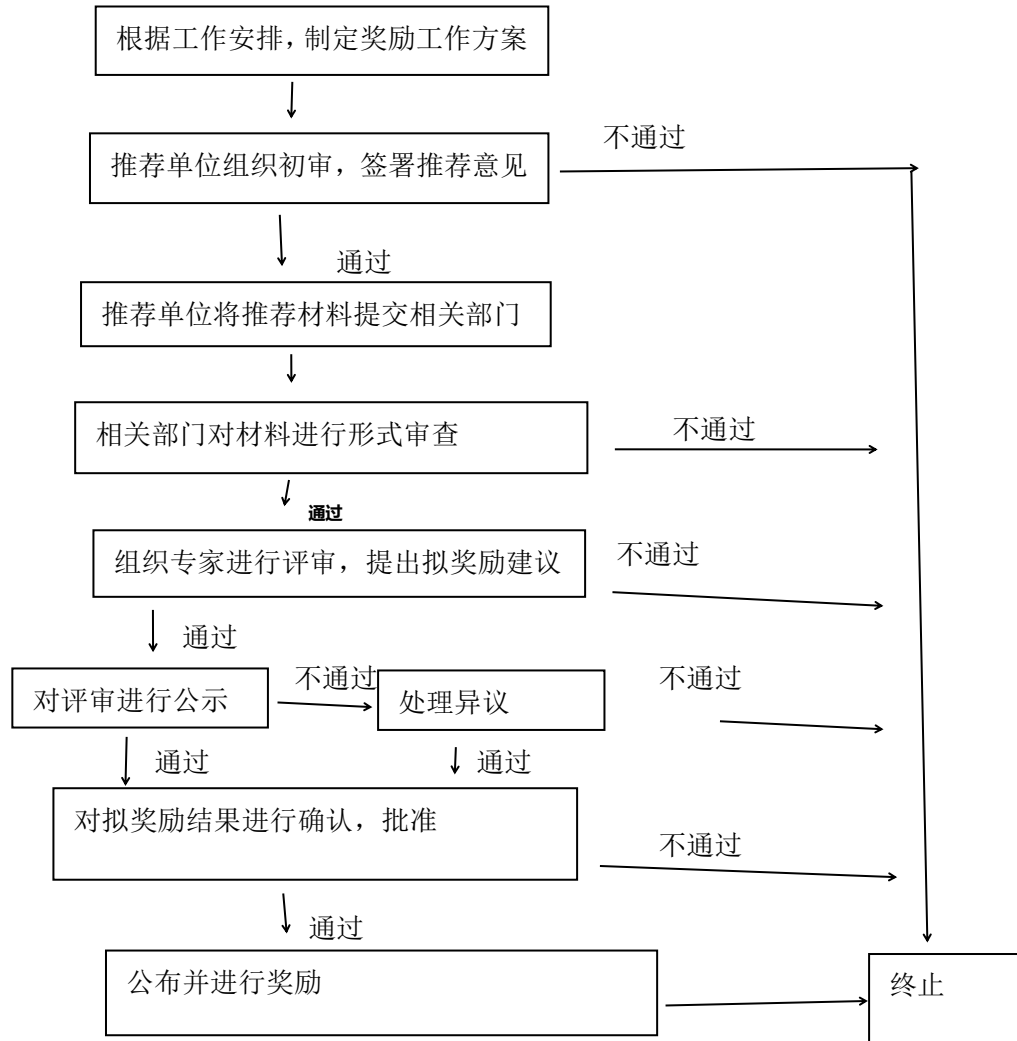 根据工作安排，制定奖励工作方案
不通过
推荐单位组织初审，签署推荐意见
通过
推荐单位将推荐材料提交相关部门
相关部门对材料进行形式审查
不通过
通过
组织专家进行评审，提出拟奖励建议
不通过
通过
对评审进行公示
不通过
处理异议
不通过
通过
通过
对拟奖励结果进行确认，批准
不通过
通过
公布并进行奖励
终止